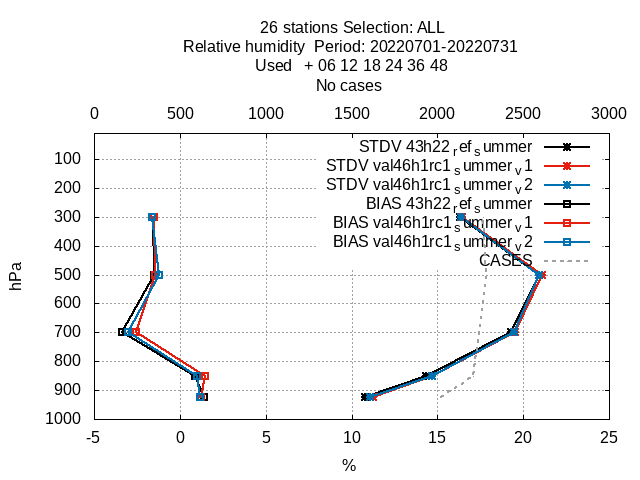 26 stations Selection: ALL
Relative humidity  Period: 20220701-20220731
Used   + 06 12 18 24 36 48
No cases
0 500 1000 1500 2000 2500 3000
STDV 43h22_ref_summer
STDV val46h1rc1_summer_v1
STDV val46h1rc1_summer_v2
BIAS 43h22_ref_summer
BIAS val46h1rc1_summer_v1
BIAS val46h1rc1_summer_v2
CASES
100
200
300
400
500
600
700
800
900
1000
hPa
-5 0 5 10 15 20 25
%